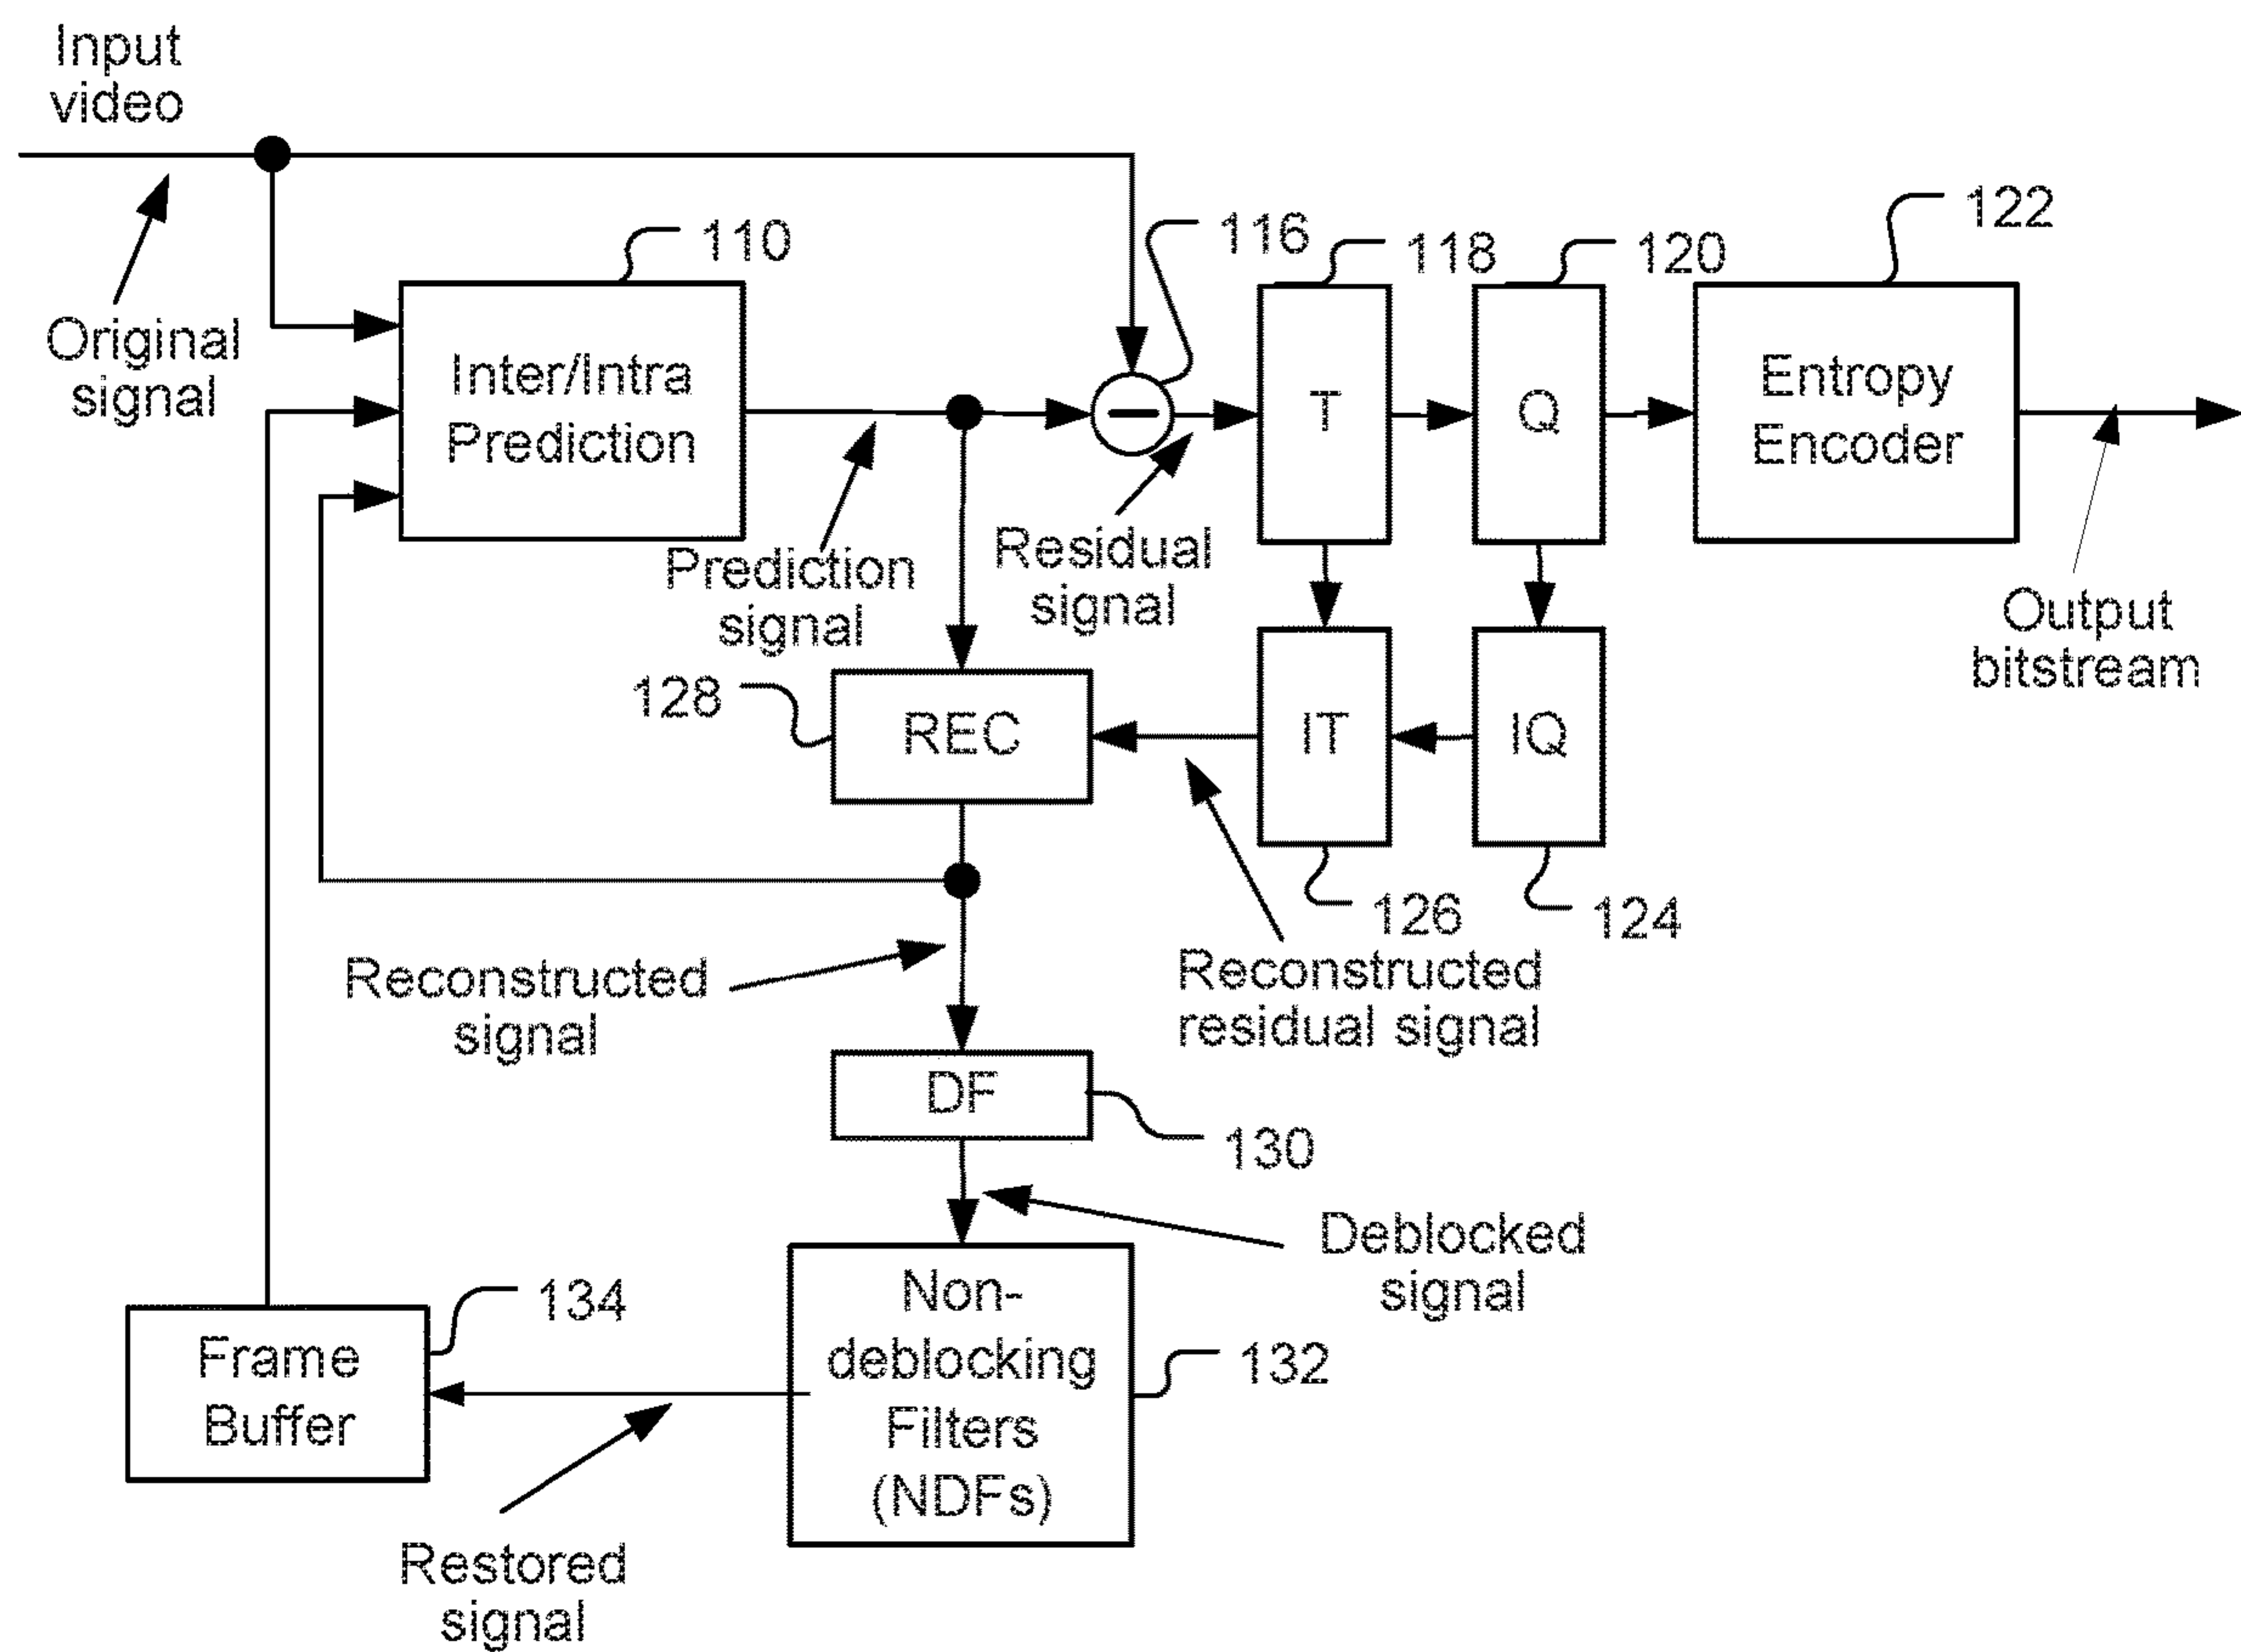 Input
video
Original
signal
110
Inter/Intra
Prediction
Prediction
signal
116
Residual
signal
118
T
120
Q
122
Entropy
Encoder
Output
bitstream
128
REC
IT
IQ
126
124
Reconstructed
residual signal
Reconstructed
signal
DF
130
Deblocked
signal
Non-
deblocking
Filters
(NDFs)
132
134
Frame
Buffer
Restored
signal